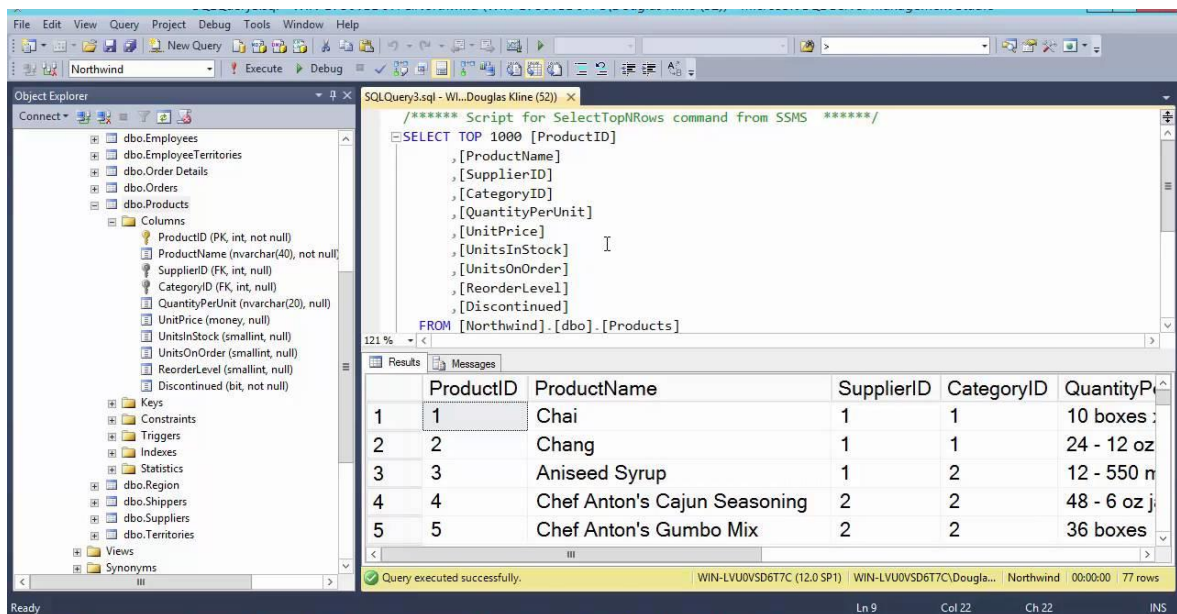 File Edit View Query Project Debug Tools Window Help
New Query
Northwind Execute Debug
Object Explorer
Connect
dbo.Employees
dbo.EmployeeTerritories
dbo.Order Details
dbo.Orders
dbo.Products
Columns
ProductID (PK, int, not null)
ProductName (nvarchar(40), not null)
SupplierID (FK, int, null)
CategoryID (FK, int, null)
QuantityPerUnit (nvarchar(20), null)
UnitPrice (money, null)
UnitsInStock (smallint, null)
UnitsOnOrder (smallint, null)
ReorderLevel (smallint, null)
Discontinued (bit, not null)
Keys
Constraints
Triggers
Indexes
Statistics
dbo.Region
dbo.Shippers
dbo.Suppliers
dbo.Territories
Views
Synonyms
SQLQuery3.sql - WI...Douglas Kline (52))
/****** Script for SelectTopNRows command from SSMS ******/
SELECT TOP 1000 [ProductID]
,[ProductName]
,[SupplierID]
,[CategoryID]
,[QuantityPerUnit]
,[UnitPrice]
,[UnitsInStock]
,[UnitsOnOrder]
,[ReorderLevel]
,[Discontinued]
FROM [Northwind].[dbo].[Products]
121 %
Results Messages
ProductID ProductName SupplierID CategoryID QuantityP
1 1 Chai 1 1 10 boxes
2 2 Chang 1 1 24 - 12 oz
3 3 Aniseed Syrup 1 2 12 - 550 m
4 4 Chef Anton's Cajun Seasoning 2 2 48 - 6 oz j
5 5 Chef Anton's Gumbo Mix 2 2 36 boxes
Query executed successfully. WIN-LVU0VSD6T7C (12.0 SP1) WIN-LVU0VSD6T7C\Dougla... Northwind 00:00:00 77 rows
Ready Ln 9 Col 22 Ch 22 INS